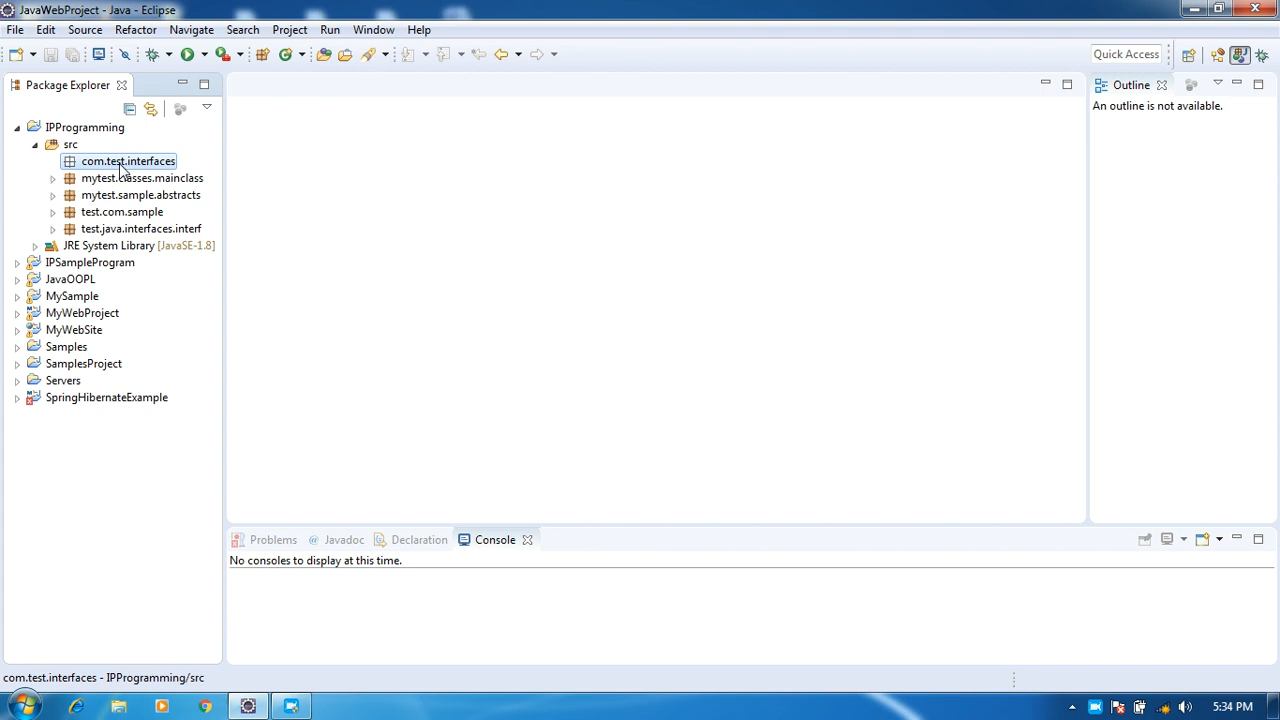 JavaWebProject - Java - Eclipse
File Edit Source Refactor Navigate Search Project Run Window Help
Quick Access
Package Explorer
Outline
An outline is not available.
IPProgramming
src
com.test.interfaces
mytest.classes.mainclass
mytest.sample.abstracts
test.com.sample
test.java.interfaces.interf
JRE System Library [JavaSE-1.8]
IPSampleProgram
JavaOOPL
MySample
MyWebProject
MyWebSite
Samples
SamplesProject
Servers
SpringHibernateExample
Problems @ Javadoc Declaration Console
No consoles to display at this time.
com.test.interfaces - IPProgramming/src
5:34 PM